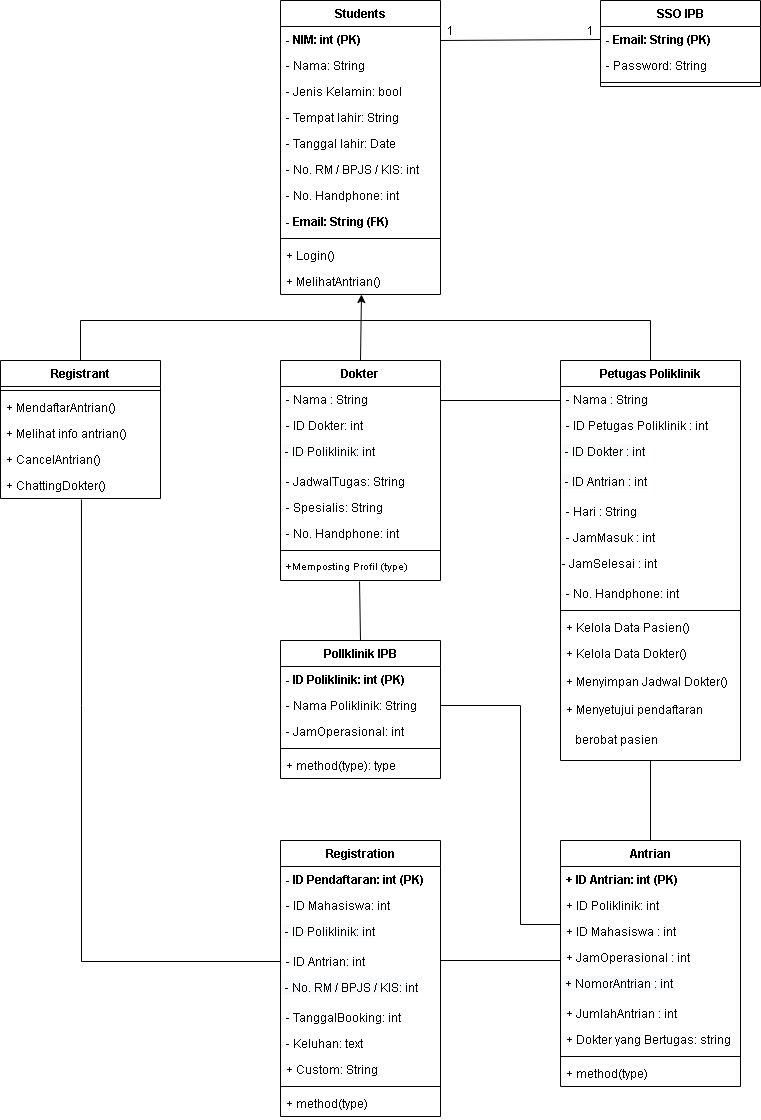 Students
- NIM: int (PK)
- Nama: String
- Jenis Kelamin: bool
- Tempat lahir: String
- Tanggal lahir: Date
- No. RM / BPJS / KIS: int
- No. Handphone: int
- Email: String (FK)
+ Login()
+ MelihatAntrian()
1
1
SSO IPB
- Email: String (PK)
- Password: String
Registrant
+ MendaftarAntrian()
+ Melihat info antrian()
+ CancelAntrian()
+ ChattingDokter()
Dokter
- Nama : String
- ID Dokter: int
- ID Poliklinik: int
- JadwalTugas: String
- Spesialis: String
- No. Handphone: int
+Memposting Profil (type)
Petugas Poliklinik
- Nama : String
- ID Petugas Poliklinik : int
- ID Dokter : int
- ID Antrian : int
- Hari : String
- JamMasuk : int
- JamSelesai : int
- No. Handphone: int
+ Kelola Data Pasien()
+ Kelola Data Dokter()
+ Menyimpan Jadwal Dokter()
+ Menyetujui pendaftaran
berobat pasien
Poliklinik IPB
- ID Poliklinik: int (PK)
- Nama Poliklinik: String
- JamOperasional: int
+ method(type): type
Registration
- ID Pendaftaran: int (PK)
- ID Mahasiswa: int
- ID Poliklinik: int
- ID Antrian: int
- No. RM / BPJS / KIS: int
- TanggalBooking: int
- Keluhan: text
+ Custom: String
+ method(type)
Antrian
+ ID Antrian: int (PK)
+ ID Poliklinik: int
+ ID Mahasiswa : int
+ JamOperasional : int
+ NomorAntrian : int
+ JumlahAntrian : int
+ Dokter yang Bertugas: string
+ method(type)